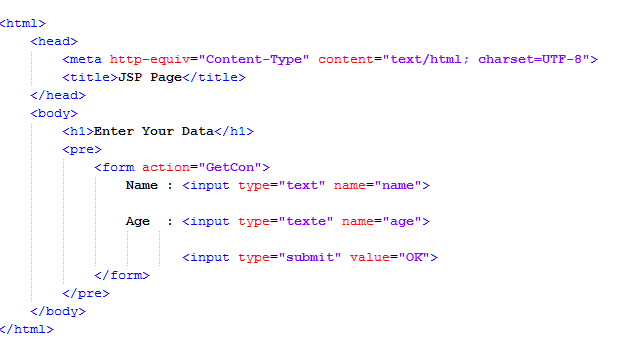 <html>
<head>
<meta http-equiv="Content-Type" content="text/html; charset=UTF-8">
<title>JSP Page</title>
</head>
<body>
<h1>Enter Your Data</h1>
<pre>
<form action="GetCon">
Name : <input type="text" name="name">
Age  : <input type="texte" name="age">
<input type="submit" value="OK">
</form>
</pre>
</body>
</html>